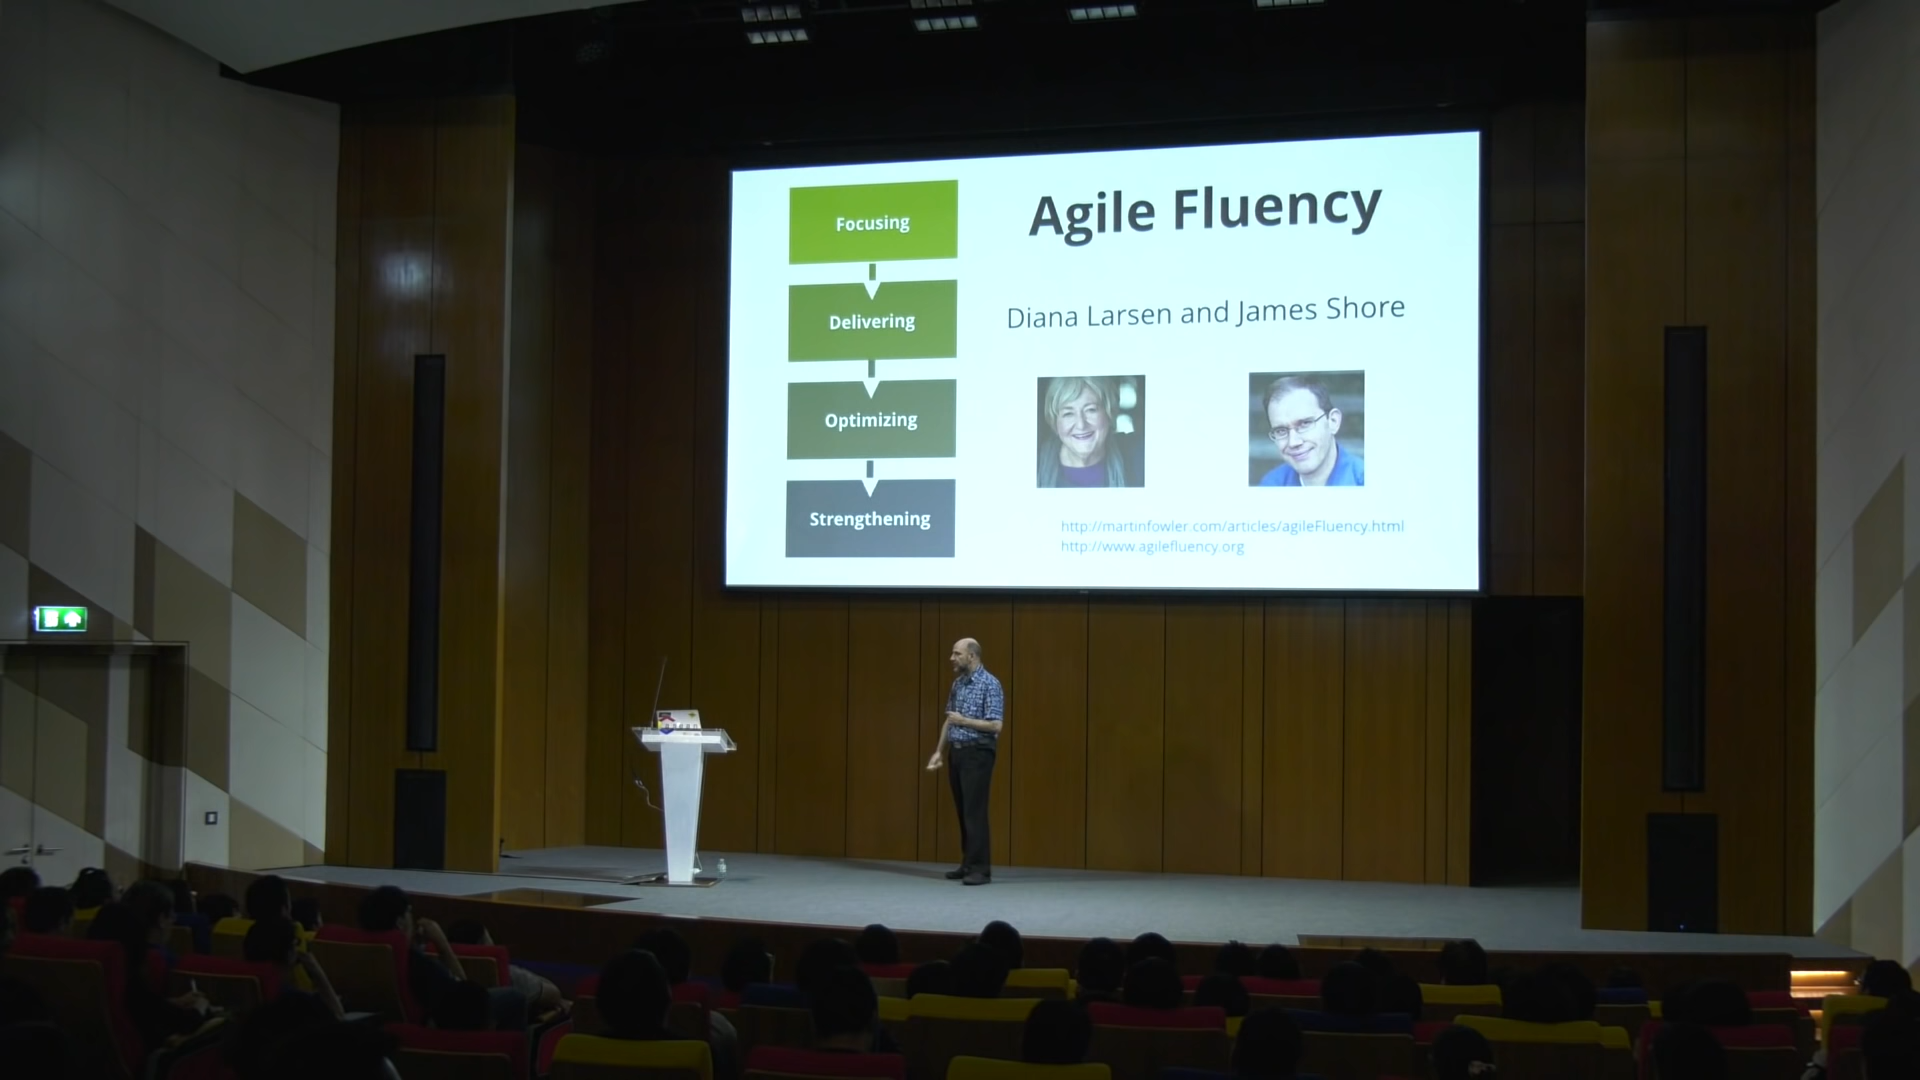 Agile Fluency
Focusing
Delivering
Optimizing
Strengthening
Diana Larsen and James Shore
http://martinfowler.com/articles/agileFluency.html
http://www.agilefluency.org